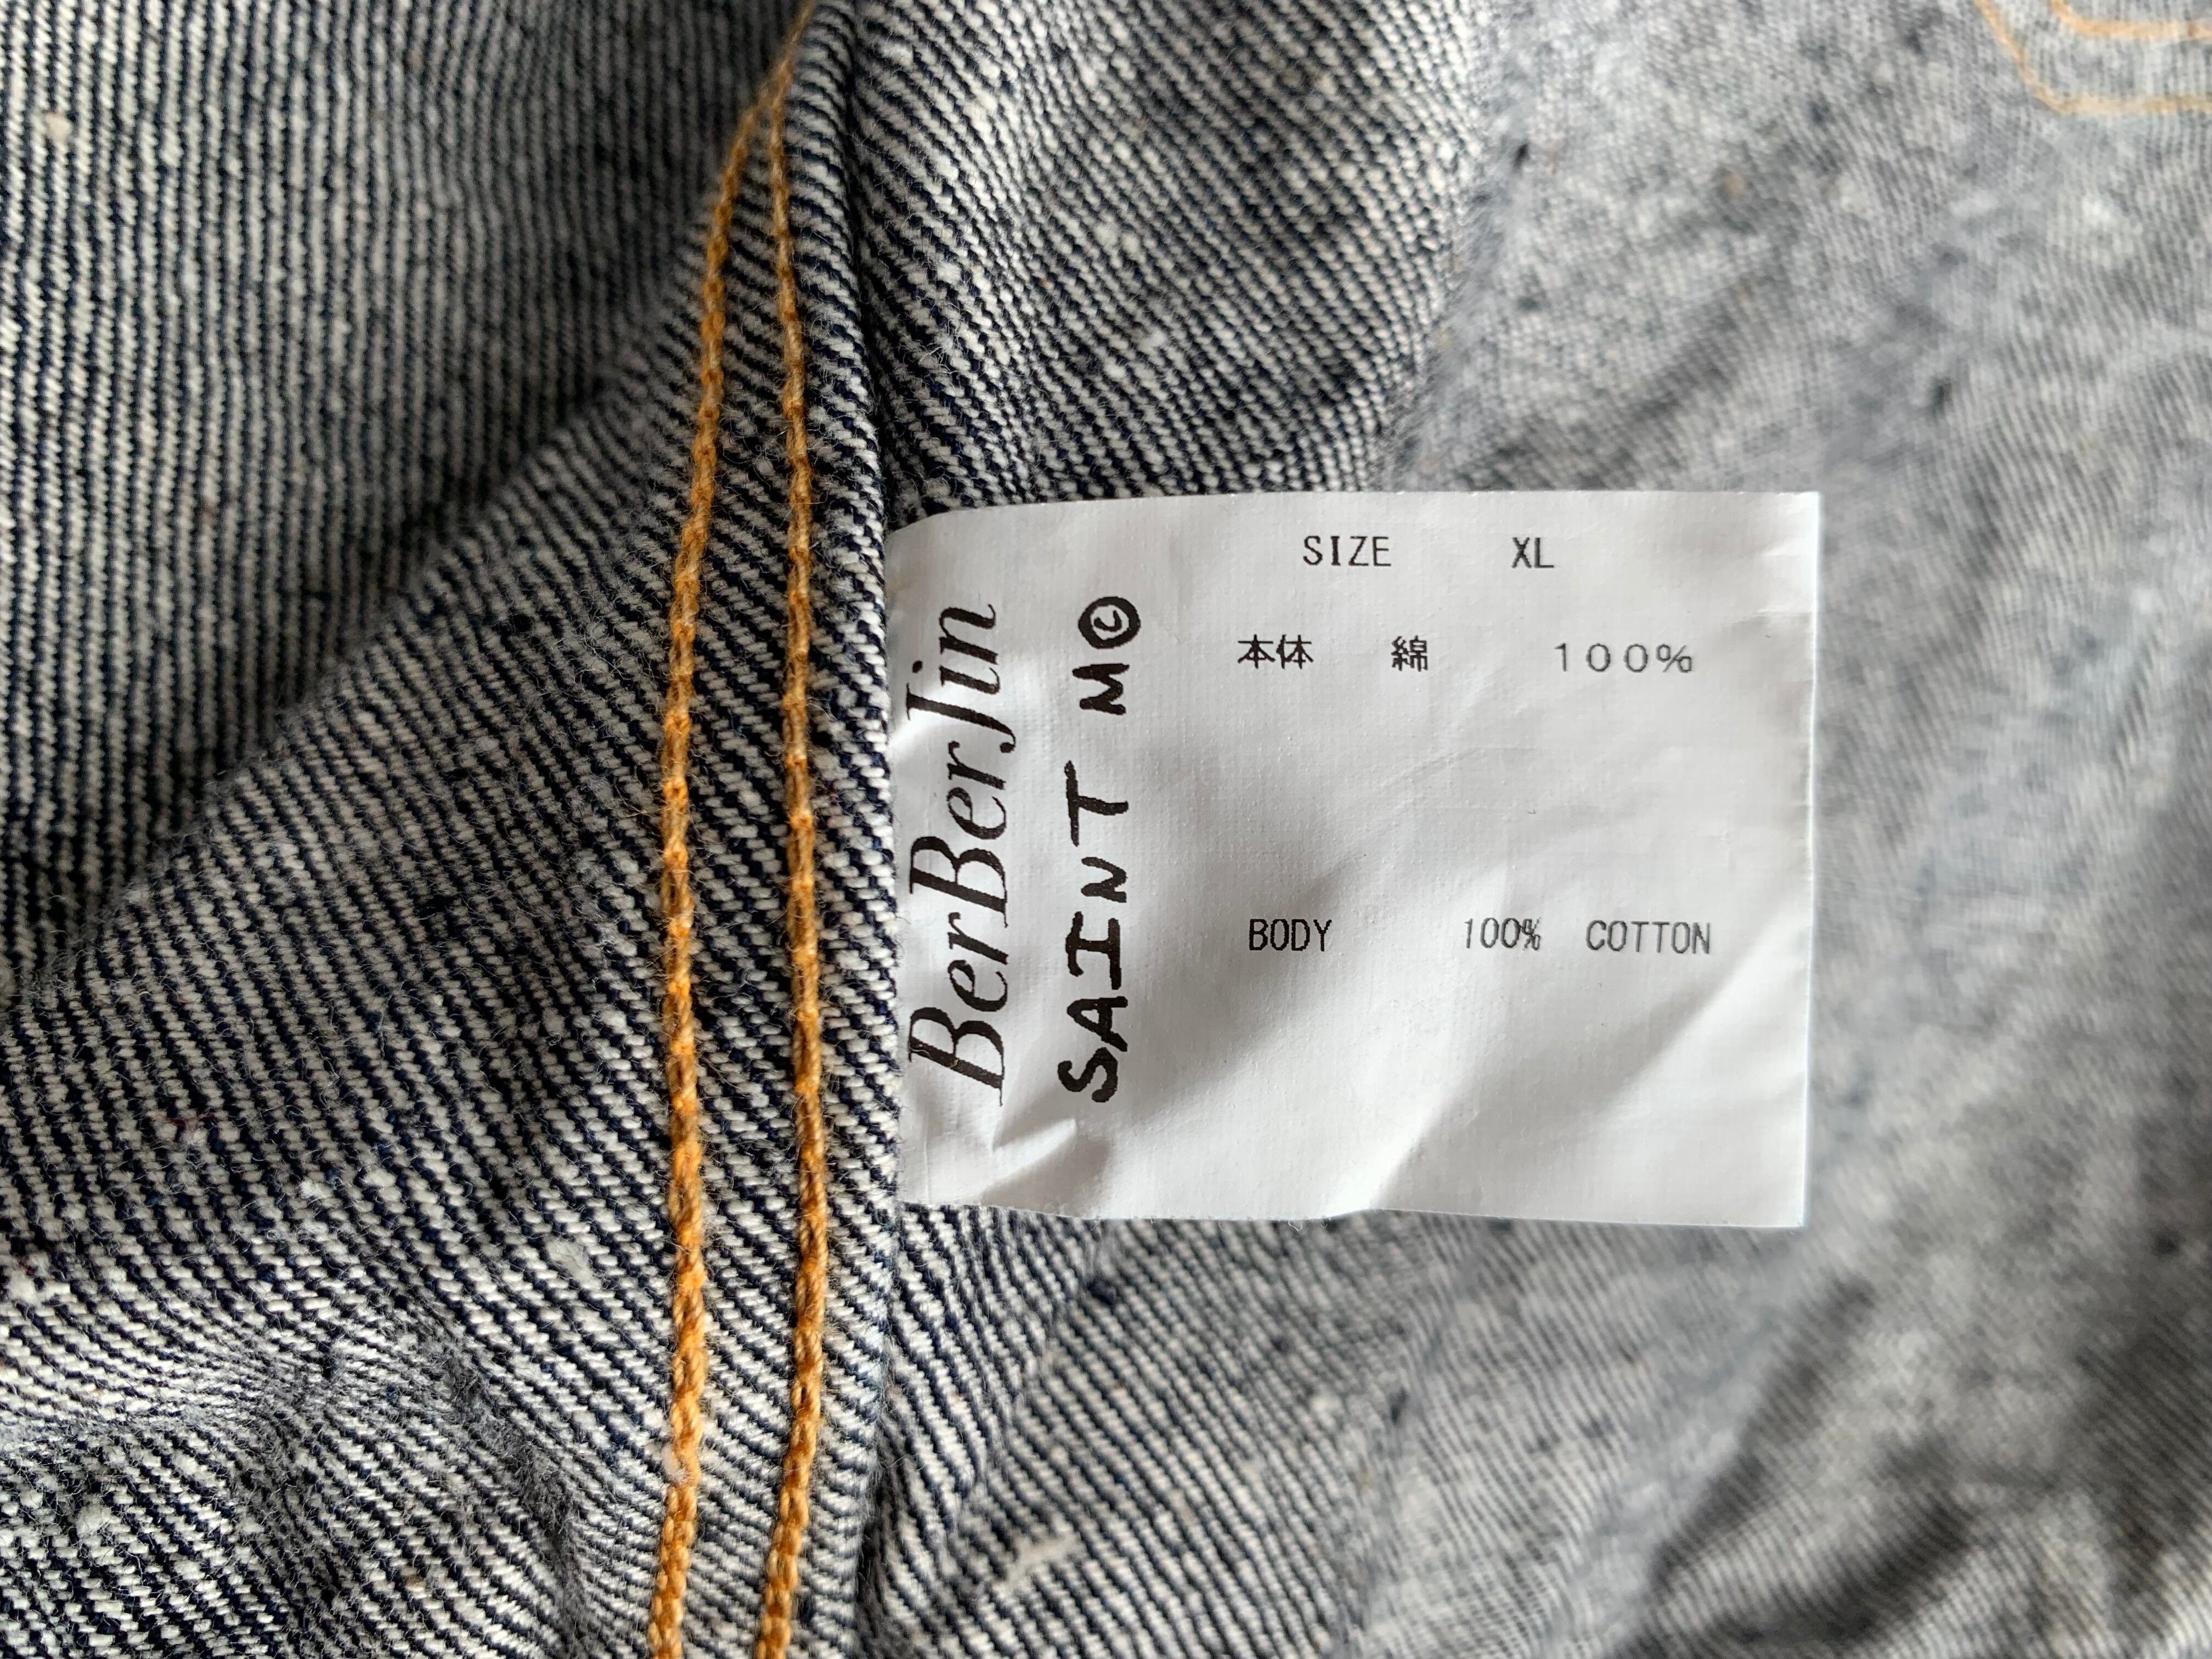 BerBerJin
SAINT M©
SIZE XL
本体 綿 100%
BODY 100% COTTON